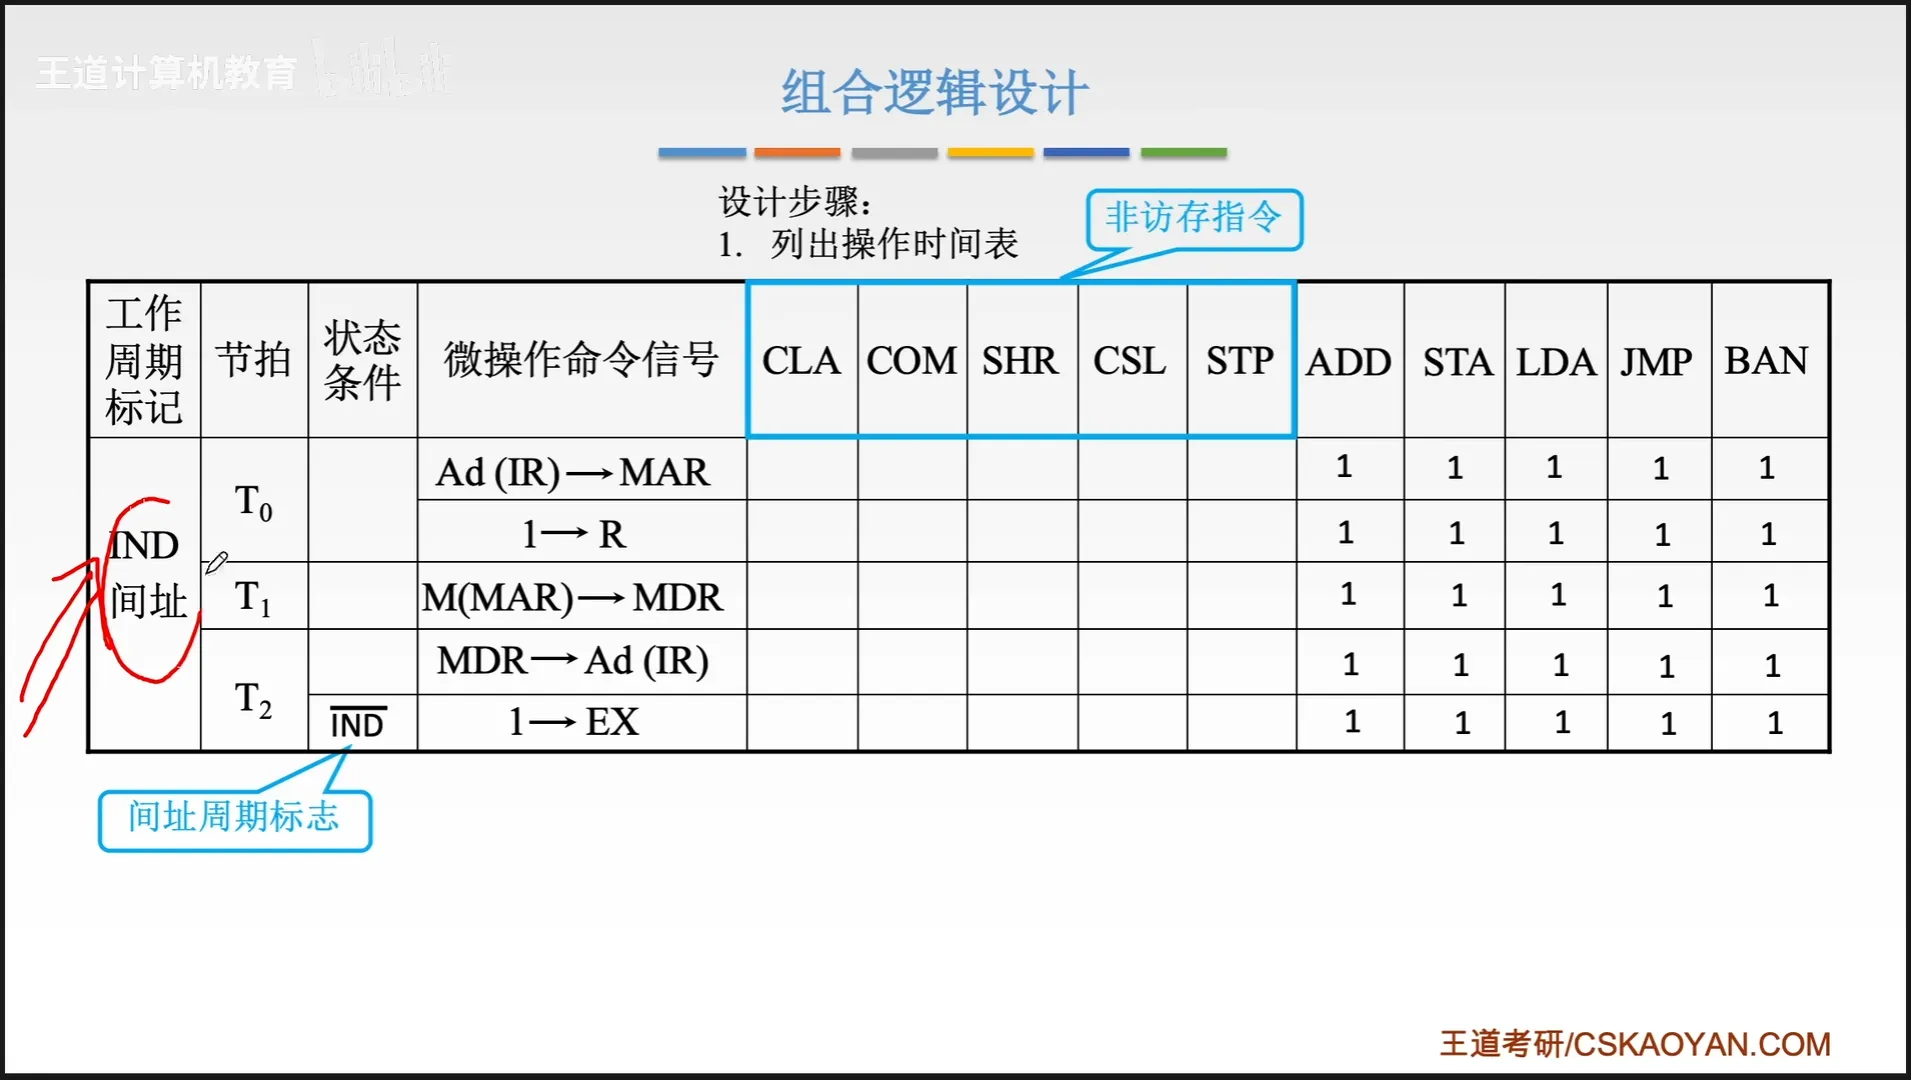 王道计算机教育 bilibili
组合逻辑设计
设计步骤：
1. 列出操作时间表
非访存指令
工作周期标记 节拍 状态条件 微操作命令信号 CLA COM SHR CSL STP ADD STA LDA JMP BAN
IND 间址 T₀ Ad (IR)→MAR 1 1 1 1 1
1→R 1 1 1 1 1
T₁ M(MAR)→MDR 1 1 1 1 1
T₂ MDR→Ad (IR) 1 1 1 1 1
I̅N̅D̅ 1→EX 1 1 1 1 1
间址周期标志
王道考研/CSKAOYAN.COM